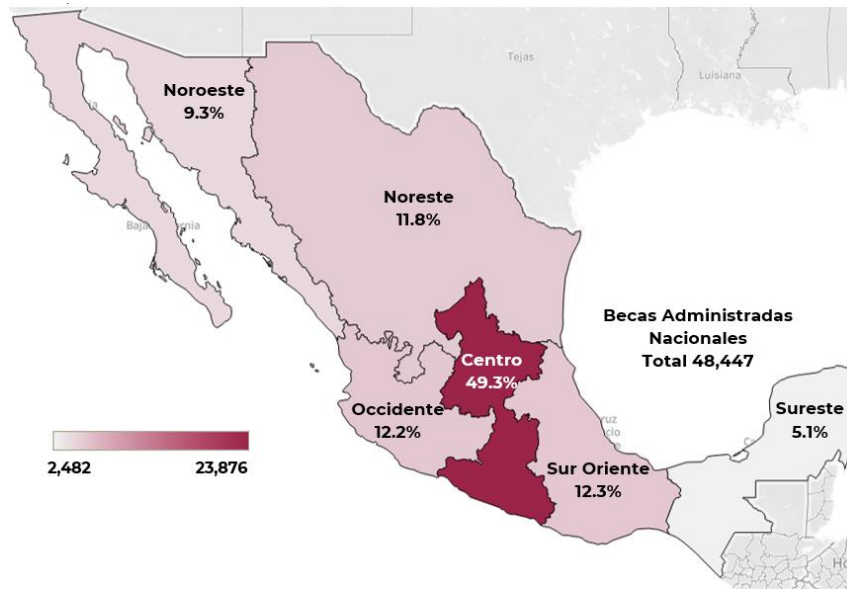 Tejas
Luisiana
Noroeste
9.3%
Noreste
11.8%
Becas Administradas
Nacionales
Total 48,447
Centro
49.3%
Occidente
12.2%
Sureste
5.1%
Sur Oriente
12.3%
2,482
23,876